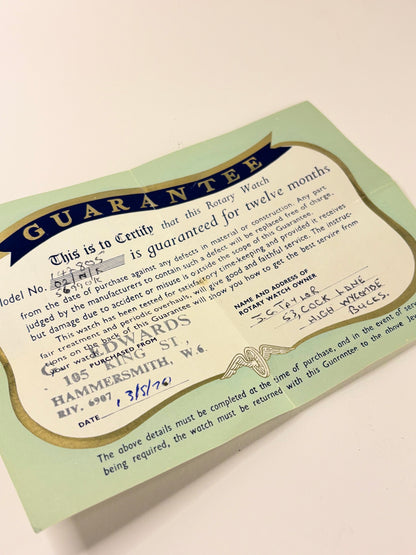 GUARANTEE
This is to Certify that this Rotary Watch
Model No.
is guaranteed for twelve months
from the date of purchase against any defects in material or construction. Any part
judged by the manufacturers to contain such a defect will be replaced free of charge,
but damage due to accident or misuse is outside the scope of this Guarantee.
This watch has been tested for satisfactory time-keeping and provided it receives
fair treatment and periodic overhauls, will give good and faithful service. The instruc-
tions on the back of this Guarantee will show you how to get the best service from
your watch.
PURCHASED FROM
EDWARDS
105 KING ST.,
HAMMERSMITH, W.6.
RIV. 6907
DATE 13/5/70
NAME AND ADDRESS OF
ROTARY WATCH OWNER
J.G. TAYLOR
53, COCK LANE
HIGH WYCOMBE
BUCKS.
The above details must be completed at the time of purchase, and in the event of
being required, the watch must be returned with this Guarantee to the above